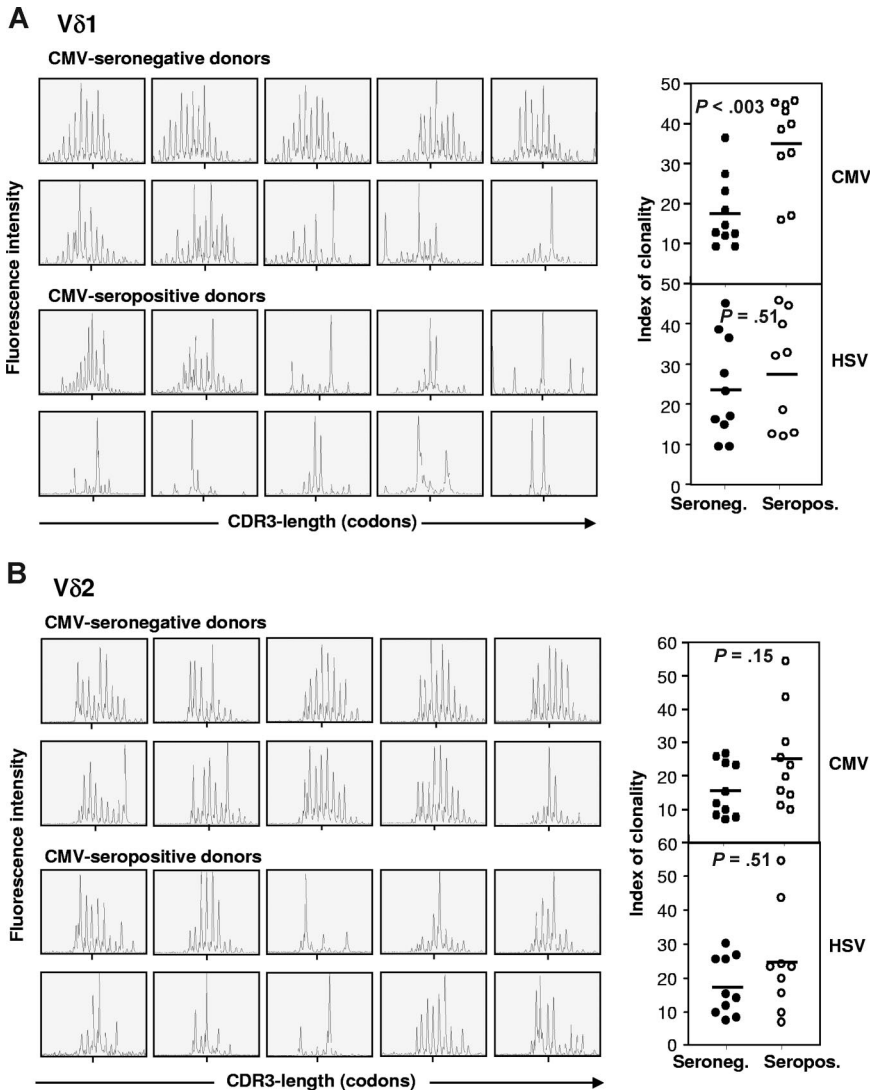 A
Vδ1
CMV-seronegative donors
CMV-seropositive donors
Fluorescence intensity
CDR3-length (codons)
50
40
30
20
10
50
40
30
20
10
0
Index of clonality
P < .003
CMV
P = .51
HSV
Seroneg. Seropos.
B
Vδ2
CMV-seronegative donors
CMV-seropositive donors
Fluorescence intensity
CDR3-length (codons)
60
50
40
30
20
10
60
50
40
30
20
10
0
Index of clonality
P = .15
CMV
P = .51
HSV
Seroneg. Seropos.